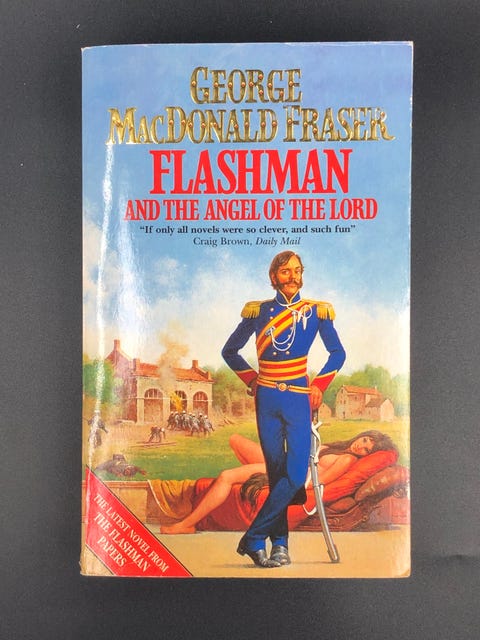 GEORGE
MACDONALD FRASER
FLASHMAN
AND THE ANGEL OF THE LORD
"If only all novels were so clever, and such fun"
Craig Brown, Daily Mail
THE LATEST NOVEL FROM
THE FLASHMAN
PAPERS